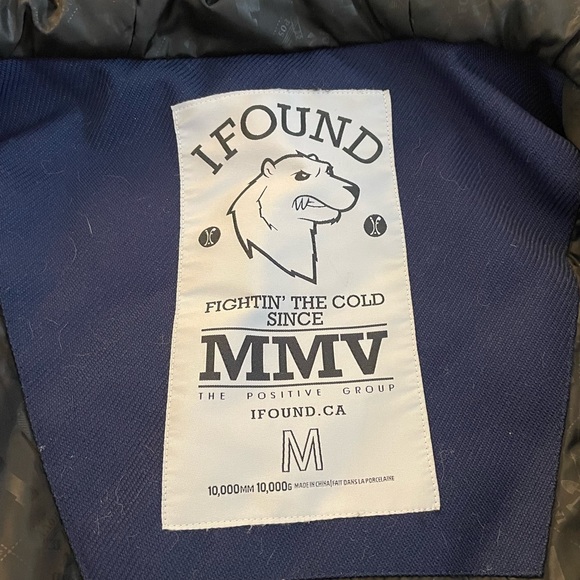 IFOUND
FIGHTIN' THE COLD
SINCE
MMV
THE POSITIVE GROUP
IFOUND.CA
M
10,000MM 10,000G MADE IN CHINA/FAIT DANS LA PORCELAINE